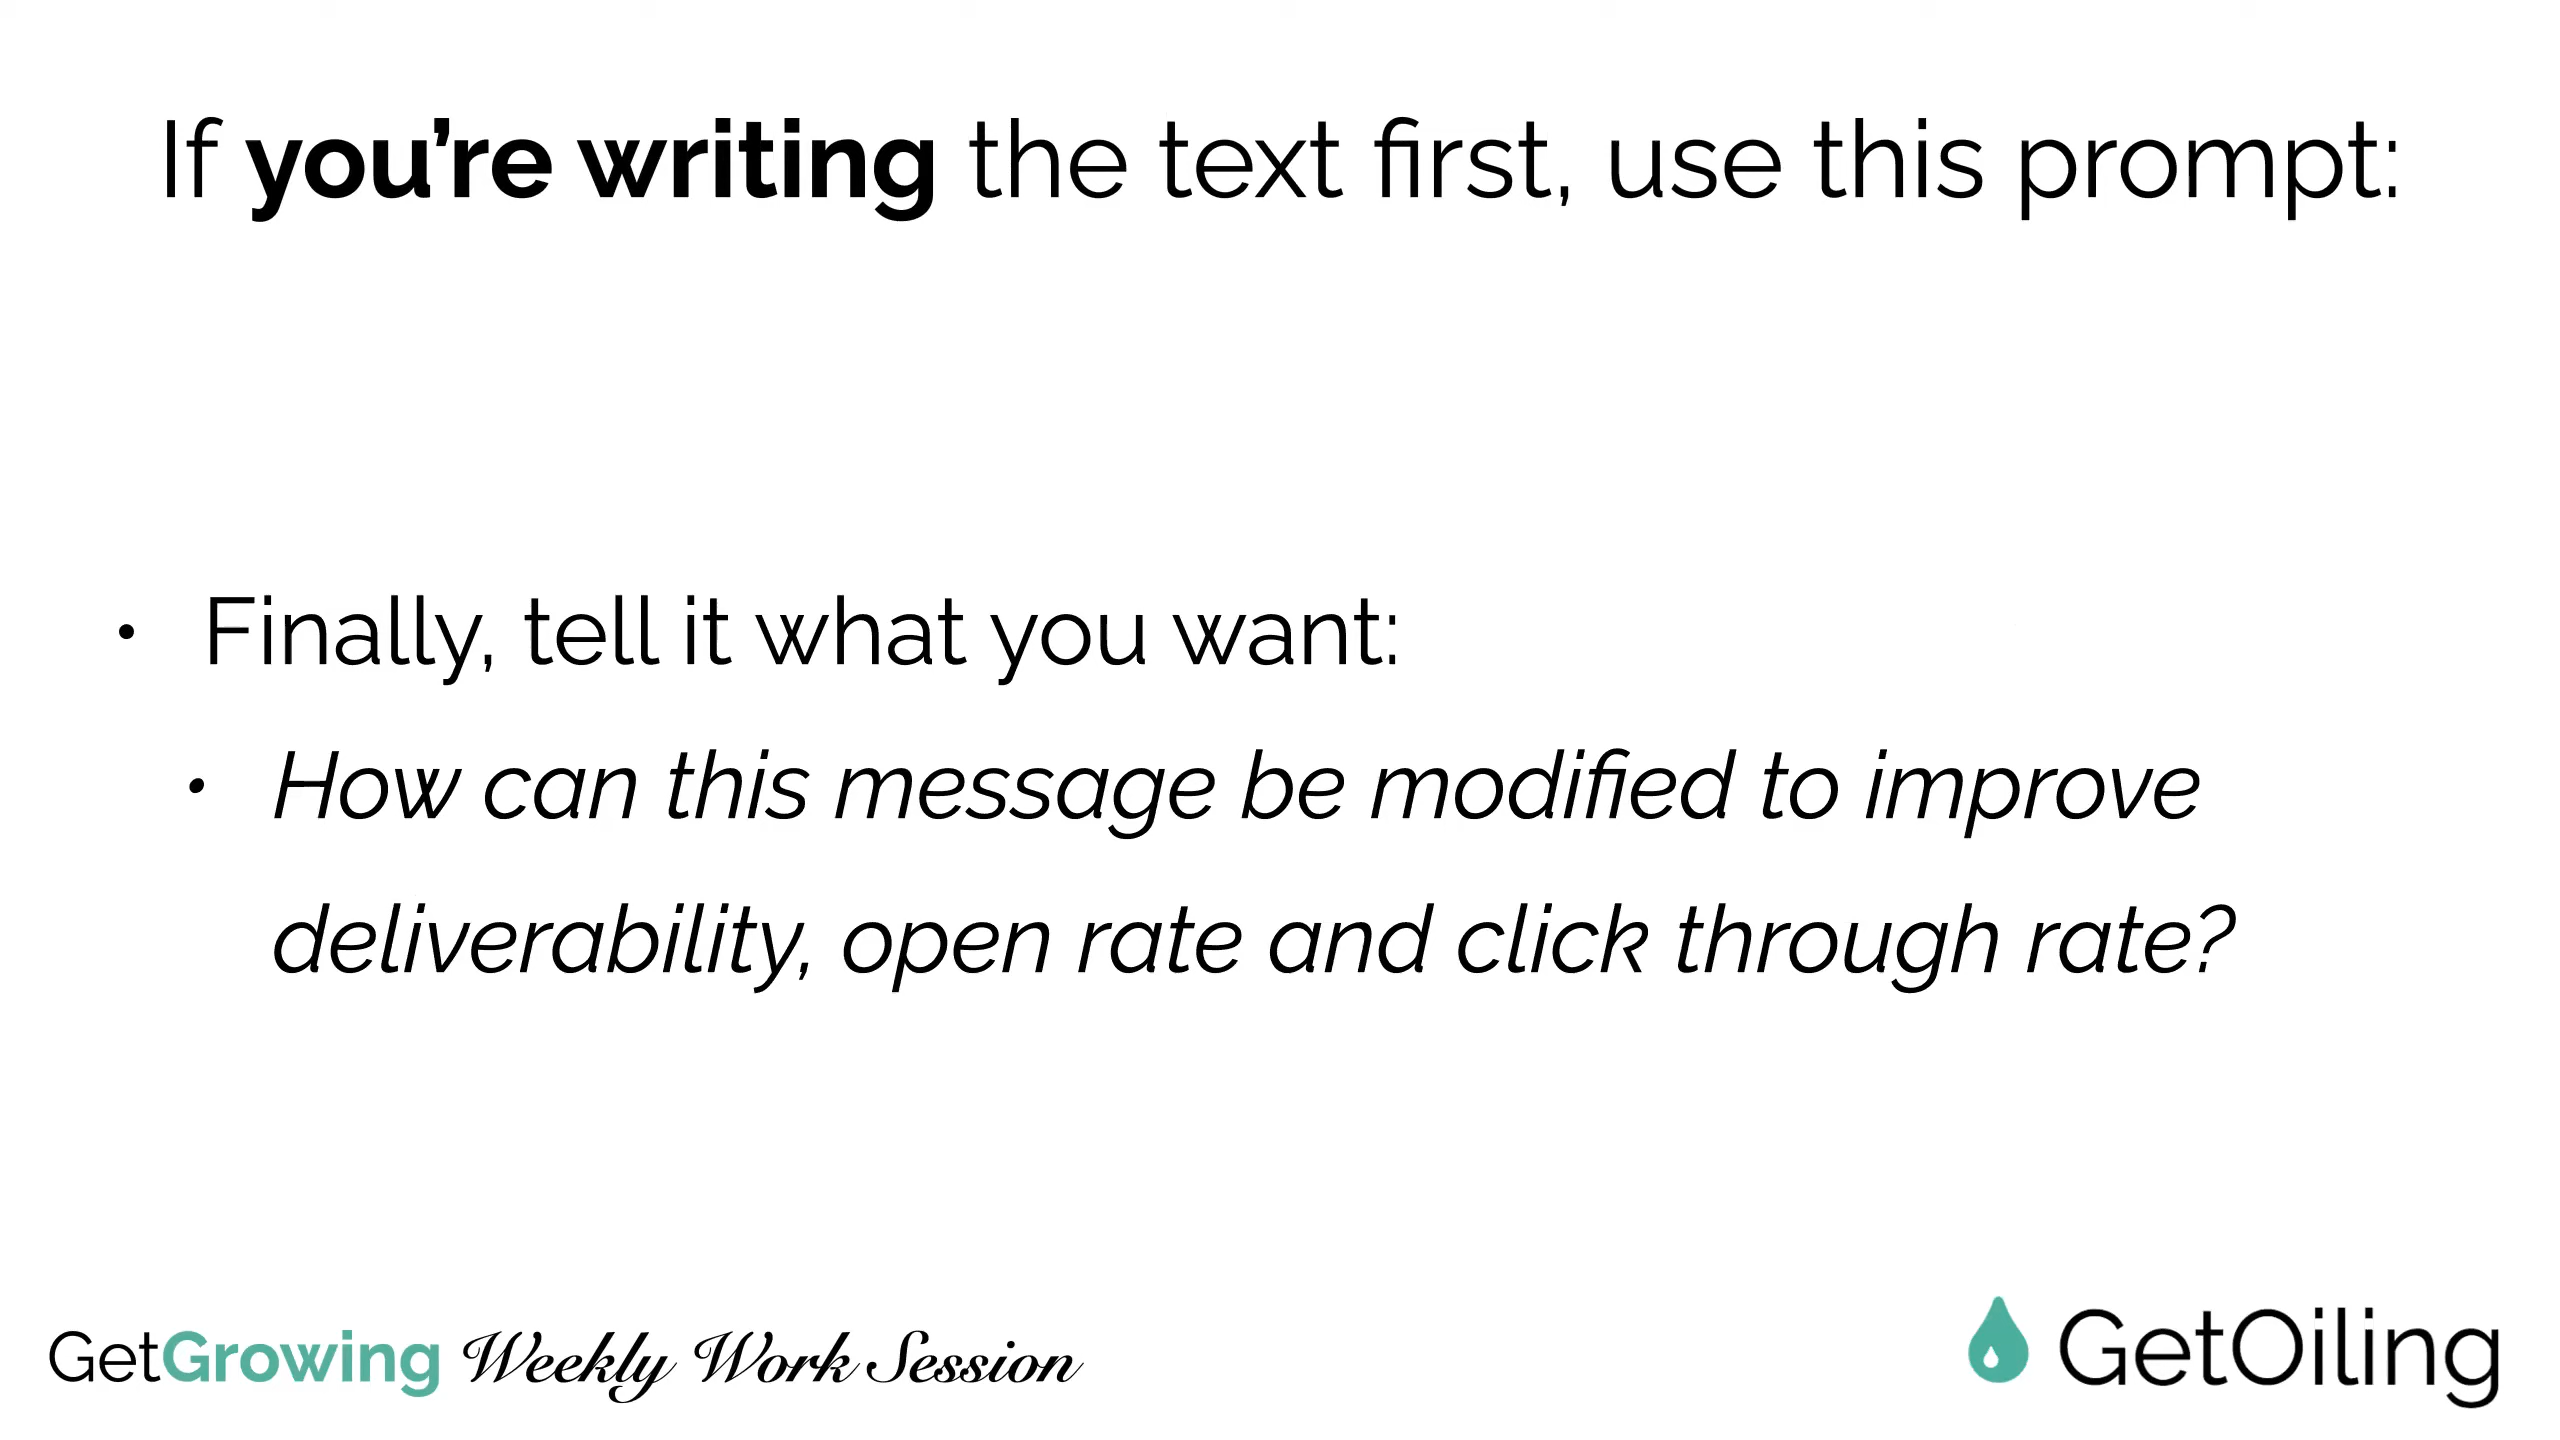 If you’re writing the text first, use this prompt:
• Finally, tell it what you want:
• How can this message be modified to improve
deliverability, open rate and click through rate?
GetGrowing Weekly Work Session
GetOiling